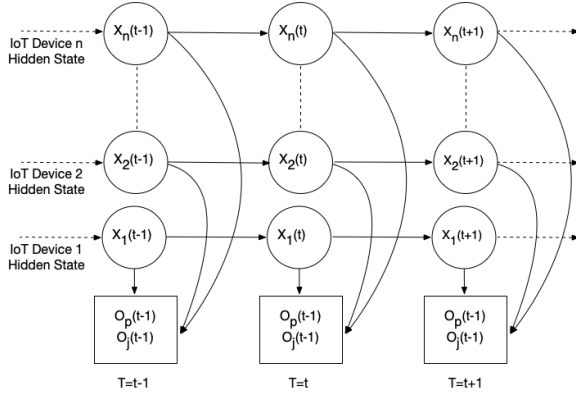 IoT Device n
Hidden State
Xn(t-1)
Xn(t)
Xn(t+1)
IoT Device 2
Hidden State
X2(t-1)
X2(t)
X2(t+1)
IoT Device 1
Hidden State
X1(t-1)
X1(t)
X1(t+1)
Op(t-1)
Oj(t-1)
Op(t-1)
Oj(t-1)
Op(t-1)
Oj(t-1)
T=t-1
T=t
T=t+1